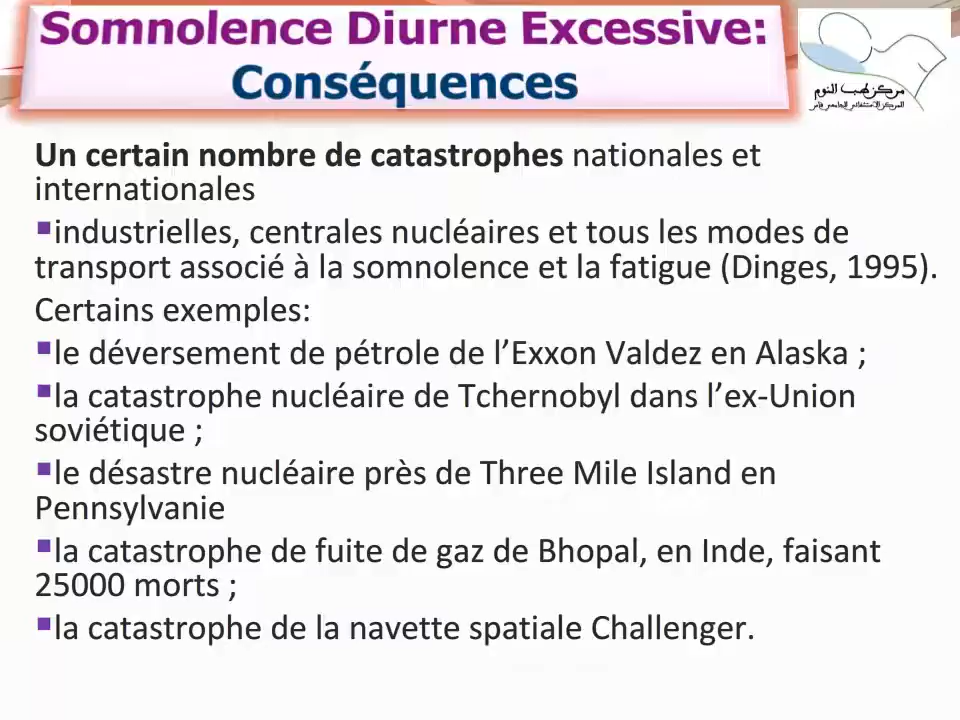 Somnolence Diurne Excessive:
Conséquences
مركز طب النوم
المركز الاستشفائي الجامعي فاس
Un certain nombre de catastrophes nationales et
internationales
▪industrielles, centrales nucléaires et tous les modes de
transport associé à la somnolence et la fatigue (Dinges, 1995).
Certains exemples:
▪le déversement de pétrole de l’Exxon Valdez en Alaska ;
▪la catastrophe nucléaire de Tchernobyl dans l’ex-Union
soviétique ;
▪le désastre nucléaire près de Three Mile Island en
Pennsylvanie
▪la catastrophe de fuite de gaz de Bhopal, en Inde, faisant
25000 morts ;
▪la catastrophe de la navette spatiale Challenger.